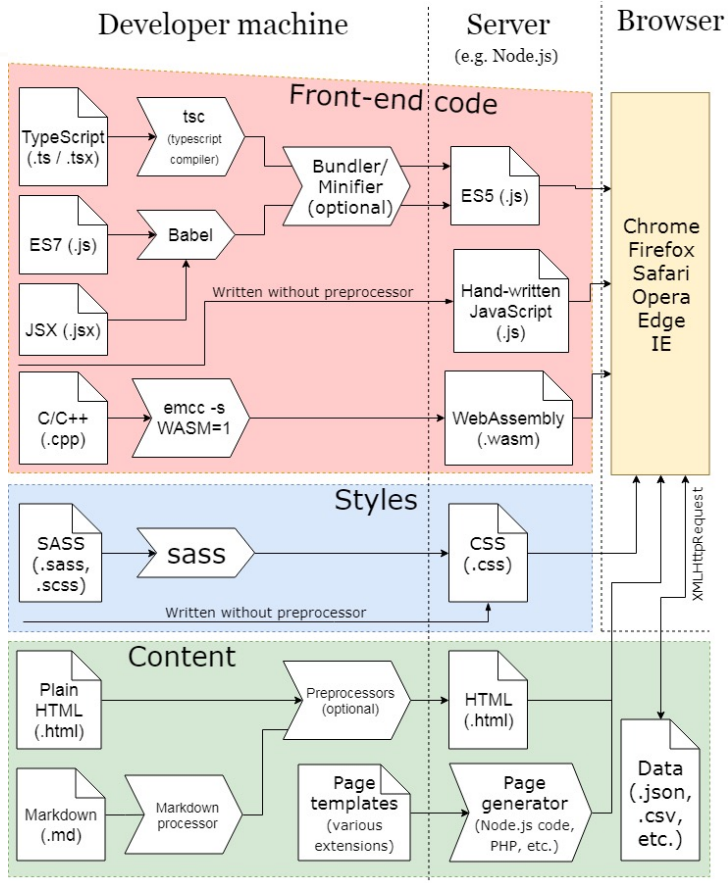 Developer machine
Server
(e.g. Node.js)
Browser
Front-end code
TypeScript
(.ts / .tsx)
tsc
(typescript
compiler)
Bundler/
Minifier
(optional)
ES5 (.js)
ES7 (.js)
Babel
JSX (.jsx)
Written without preprocessor
Hand-written
JavaScript
(.js)
C/C++
(.cpp)
emcc -s
WASM=1
WebAssembly
(.wasm)
Chrome
Firefox
Safari
Opera
Edge
IE
Styles
SASS
(.sass,
.scss)
sass
CSS
(.css)
Written without preprocessor
XMLHttpRequest
Content
Plain
HTML
(.html)
Preprocessors
(optional)
HTML
(.html)
Markdown
(.md)
Markdown
processor
Page
templates
(various
extensions)
Page
generator
(Node.js code,
PHP, etc.)
Data
(.json,
.csv,
etc.)